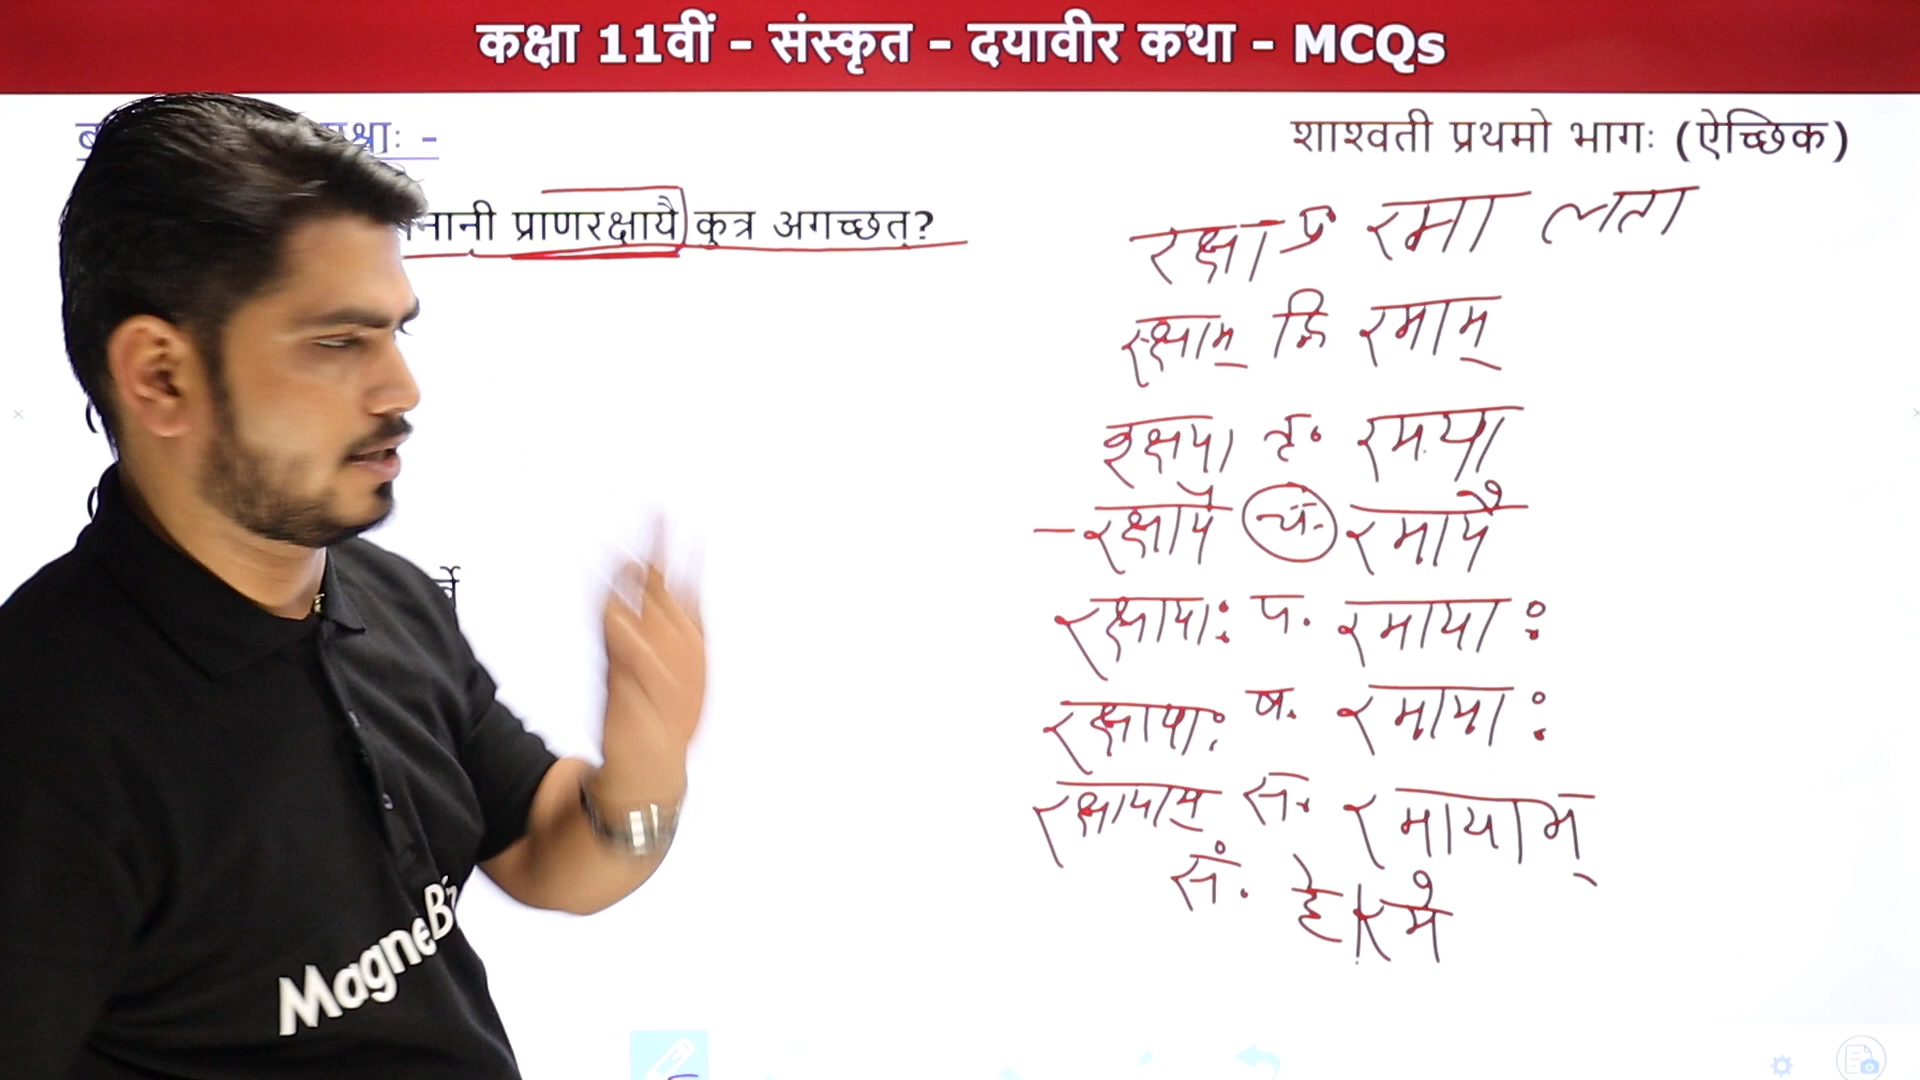 कक्षा 11वीं - संस्कृत - दयावीर कथा - MCQs
शाश्वती प्रथमो भागः (ऐच्छिक)
प्राणरक्षायै कुत्र अगच्छत्?
रक्षा प्र रमा लता
रक्षाम् द्वि रमाम्
रक्षया तृ. रमया
रक्षायै च. रमायै
रक्षायाः प. रमायाः
रक्षायाः ष. रमायाः
रक्षायाम् स. रमायाम्
सं. हे रमे